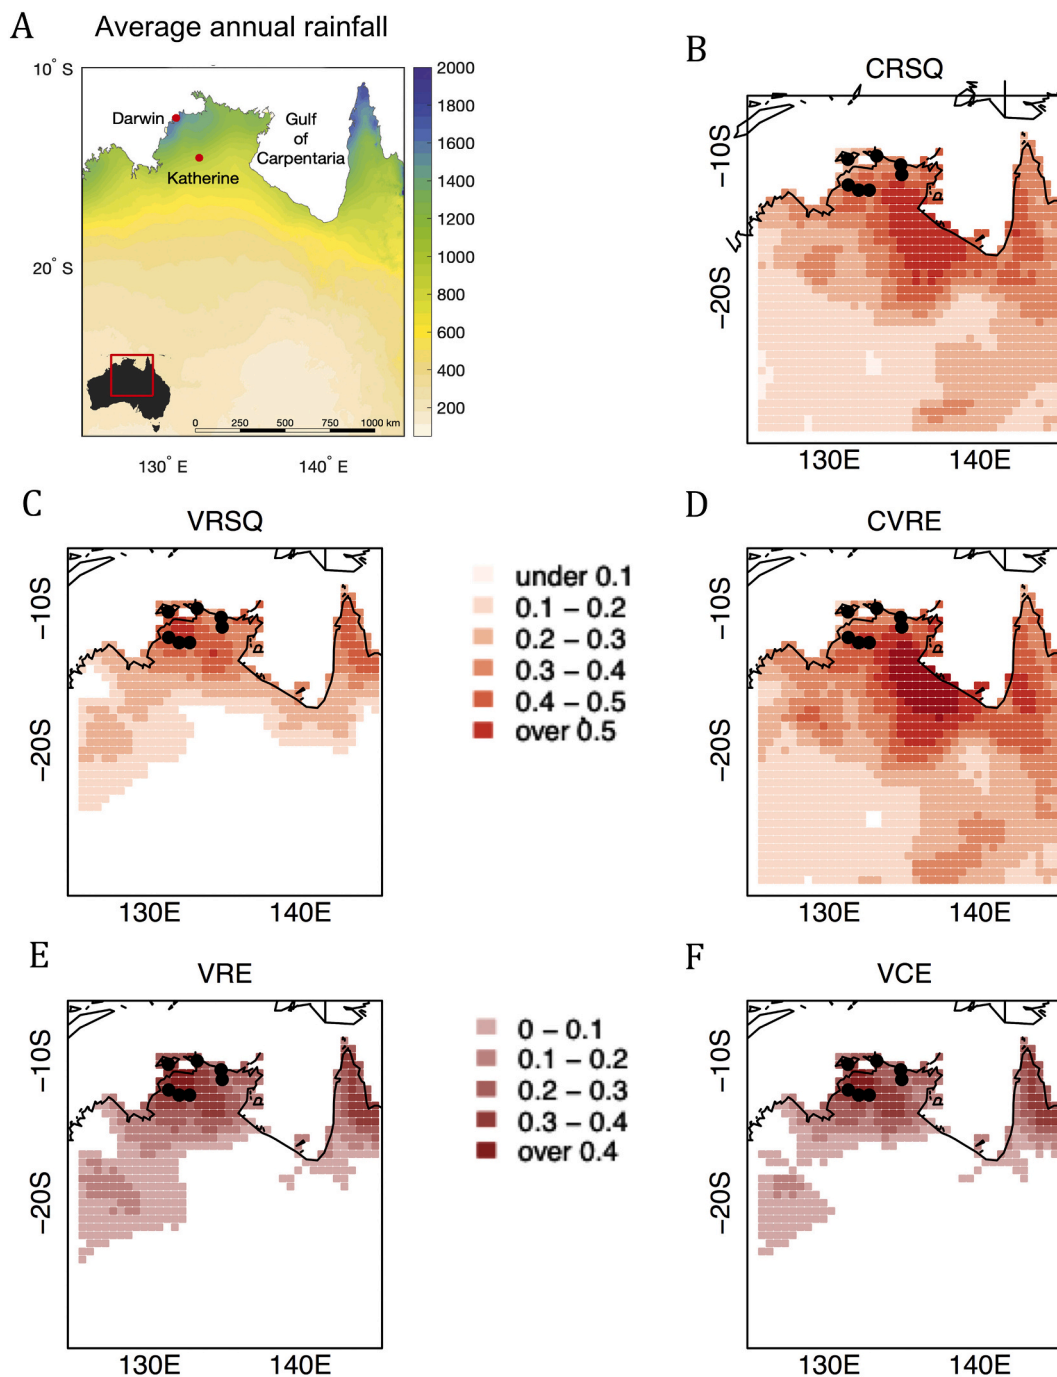 A
Average annual rainfall
10° S
20° S
130° E
140° E
Darwin
Katherine
Gulf
of
Carpentaria
0 250 500 750 1000 km
2000
1800
1600
1400
1200
1000
800
600
400
200
B
CRSQ
−10S
−20S
130E 140E
C
VRSQ
−10S
−20S
130E 140E
under 0.1
0.1 – 0.2
0.2 – 0.3
0.3 – 0.4
0.4 – 0.5
over 0.5
D
CVRE
−10S
−20S
130E 140E
E
VRE
−10S
−20S
130E 140E
0 – 0.1
0.1 – 0.2
0.2 – 0.3
0.3 – 0.4
over 0.4
F
VCE
−10S
−20S
130E 140E